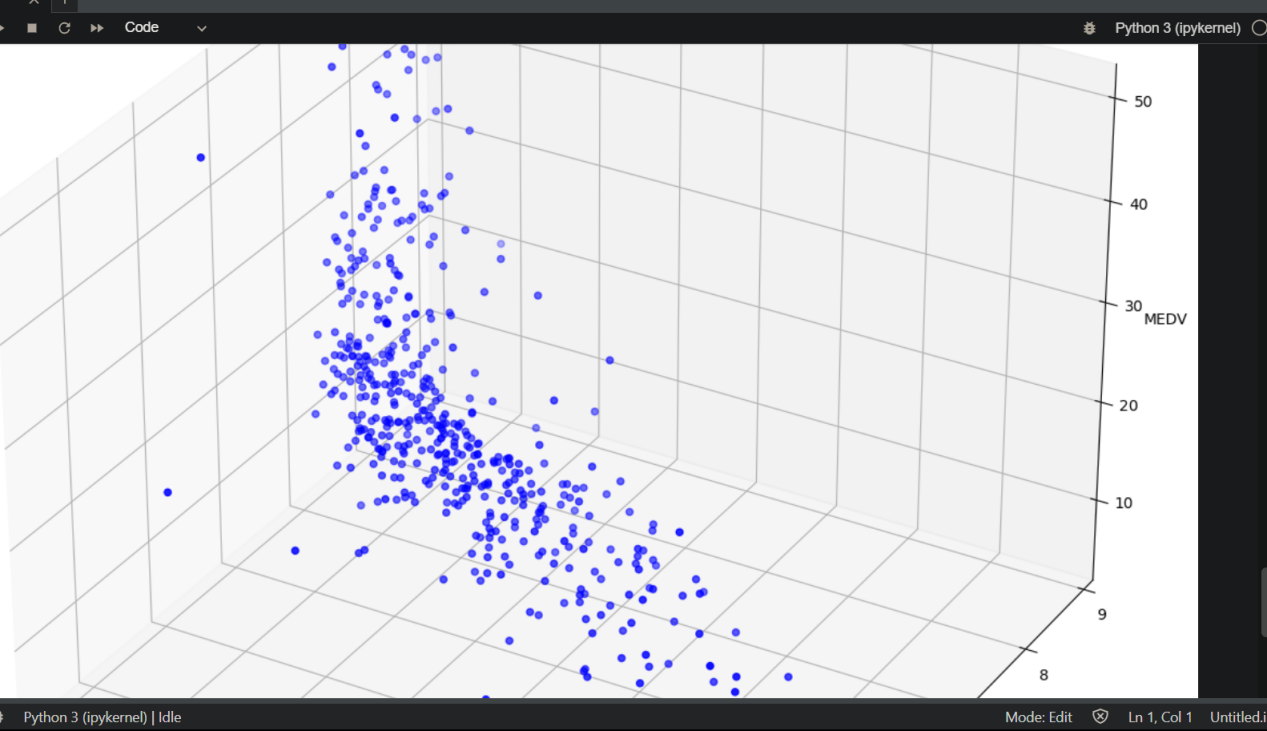 Code
Python 3 (ipykernel)
50
40
30
MEDV
20
10
9
8
Python 3 (ipykernel) | Idle
Mode: Edit
Ln 1, Col 1
Untitled.i